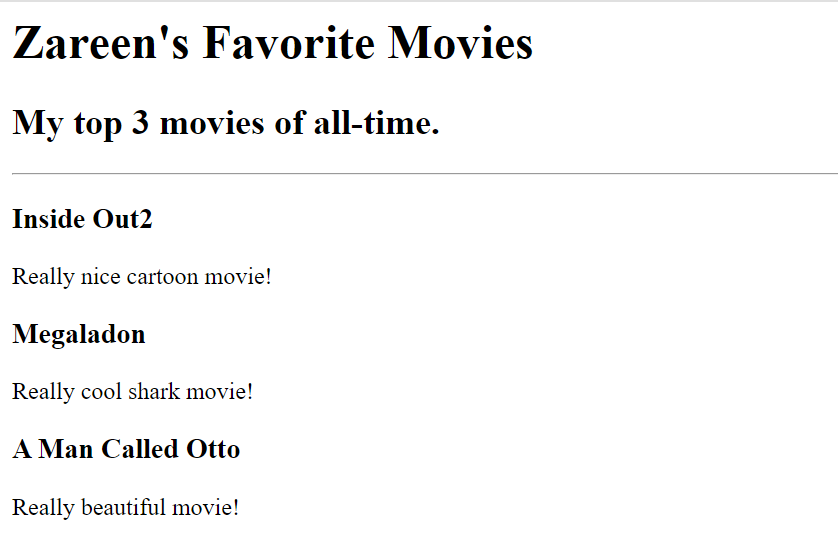 Zareen's Favorite Movies
My top 3 movies of all-time.
Inside Out2
Really nice cartoon movie!
Megaladon
Really cool shark movie!
A Man Called Otto
Really beautiful movie!